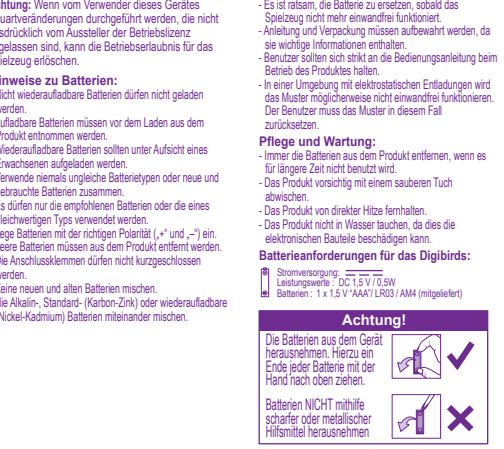 chtung: Wenn vom Verwender dieses Gerätes
uartveränderungen durchgeführt werden, die nicht
sdrücklich vom Aussteller der Betriebslizenz
gelassen sind, kann die Betriebserlaubnis für das
ielzeug erlöschen.
inweise zu Batterien:
Nicht wiederaufladbare Batterien dürfen nicht geladen
werden.
Aufladbare Batterien müssen vor dem Laden aus dem
Produkt entnommen werden.
Wiederaufladbare Batterien sollten unter Aufsicht eines
Erwachsenen aufgeladen werden.
Verwende niemals ungleiche Batterietypen oder neue und
gebrauchte Batterien zusammen.
Es dürfen nur die empfohlenen Batterien oder die eines
gleichwertigen Typs verwendet werden.
Lege Batterien mit der richtigen Polarität („+“ und „–“) ein.
Leere Batterien müssen aus dem Produkt entfernt werden.
Die Anschlussklemmen dürfen nicht kurzgeschlossen
werden.
Keine neuen und alten Batterien mischen.
Nie Alkalin-, Standard- (Karbon-Zink) oder wiederaufladbare
(Nickel-Kadmium) Batterien miteinander mischen.
- Es ist ratsam, die Batterie zu ersetzen, sobald das
Spielzeug nicht mehr einwandfrei funktioniert.
- Anleitung und Verpackung müssen aufbewahrt werden, da
sie wichtige Informationen enthalten.
- Benutzer sollten sich strikt an die Bedienungsanleitung beim
Betrieb des Produktes halten.
- In einer Umgebung mit elektrostatischen Entladungen wird
das Muster möglicherweise nicht einwandfrei funktionieren.
Der Benutzer muss das Muster in diesem Fall
zurücksetzen.
Pflege und Wartung:
- Immer die Batterien aus dem Produkt entfernen, wenn es
für längere Zeit nicht benutzt wird.
- Das Produkt vorsichtig mit einem sauberen Tuch
abwischen.
- Das Produkt von direkter Hitze fernhalten.
- Das Produkt nicht in Wasser tauchen, da dies die
elektronischen Bauteile beschädigen kann.
Batterieanforderungen für das Digibirds:
Stromversorgung:
Leistungswerte : DC 1,5 V / 0,5W
Batterien : 1 x 1,5 V "AAA"/ LR03 / AM4 (mitgeliefert)
Achtung!
Die Batterien aus dem Gerät
herausnehmen. Hierzu ein
Ende jeder Batterie mit der
Hand nach oben ziehen.
Batterien NICHT mithilfe
scharfer oder metallischer
Hilfsmittel herausnehmen